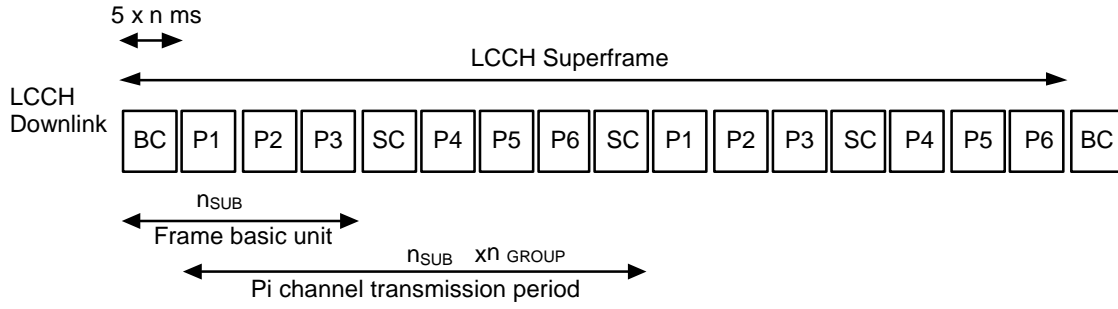 5 x n ms
LCCH Superframe
LCCH
Downlink
BC P1 P2 P3 SC P4 P5 P6 SC P1 P2 P3 SC P4 P5 P6 BC
nSUB
Frame basic unit
nSUB xn GROUP
Pi channel transmission period